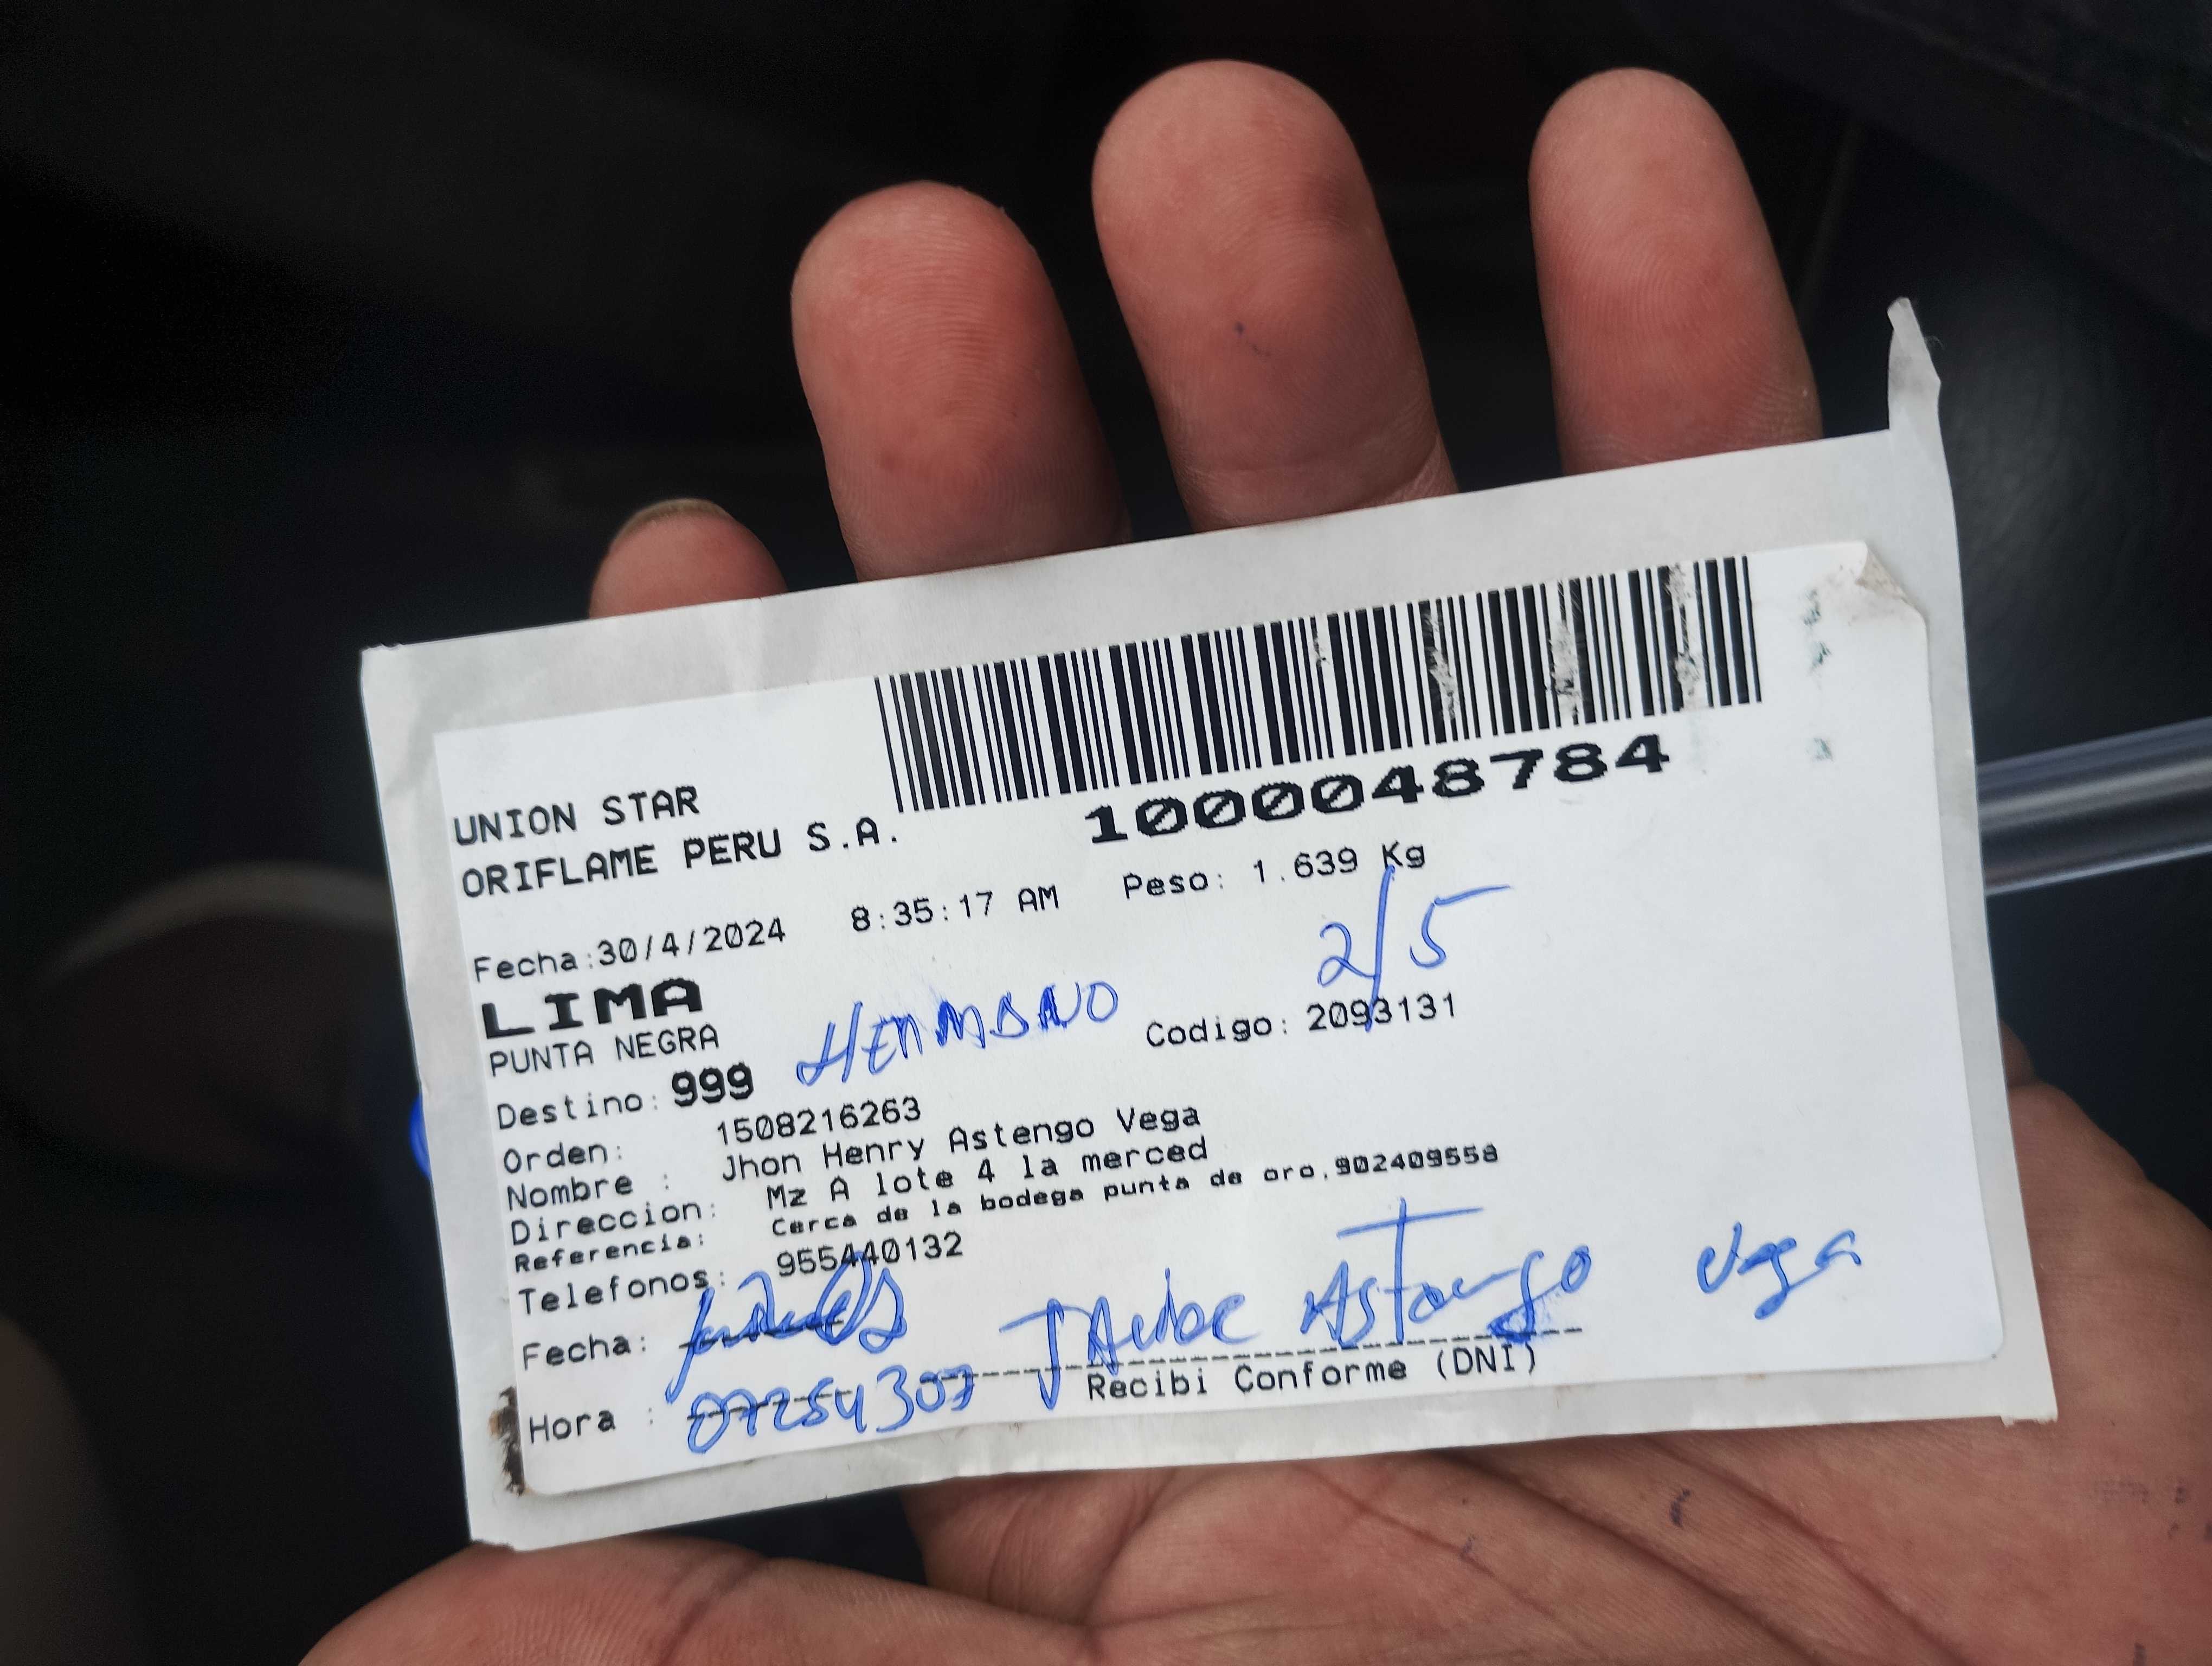 1000048784
UNION STAR
ORIFLAME PERU S.A.
Fecha:30/4/2024 8:35:17 AM Peso: 1.639 Kg
2/5
LIMA
PUNTA NEGRA
HERMANO
Destino: 999 Codigo: 2093131
Orden: 1508216263
Nombre : Jhon Henry Astengo Vega
Direccion: Mz A lote 4 la merced
Referencia: Cerca de la bodega punta de oro.902409558
Telefonos: 955440132
Fecha: Astengo Vega
Hora : 07254307
Recibi Conforme (DNI)